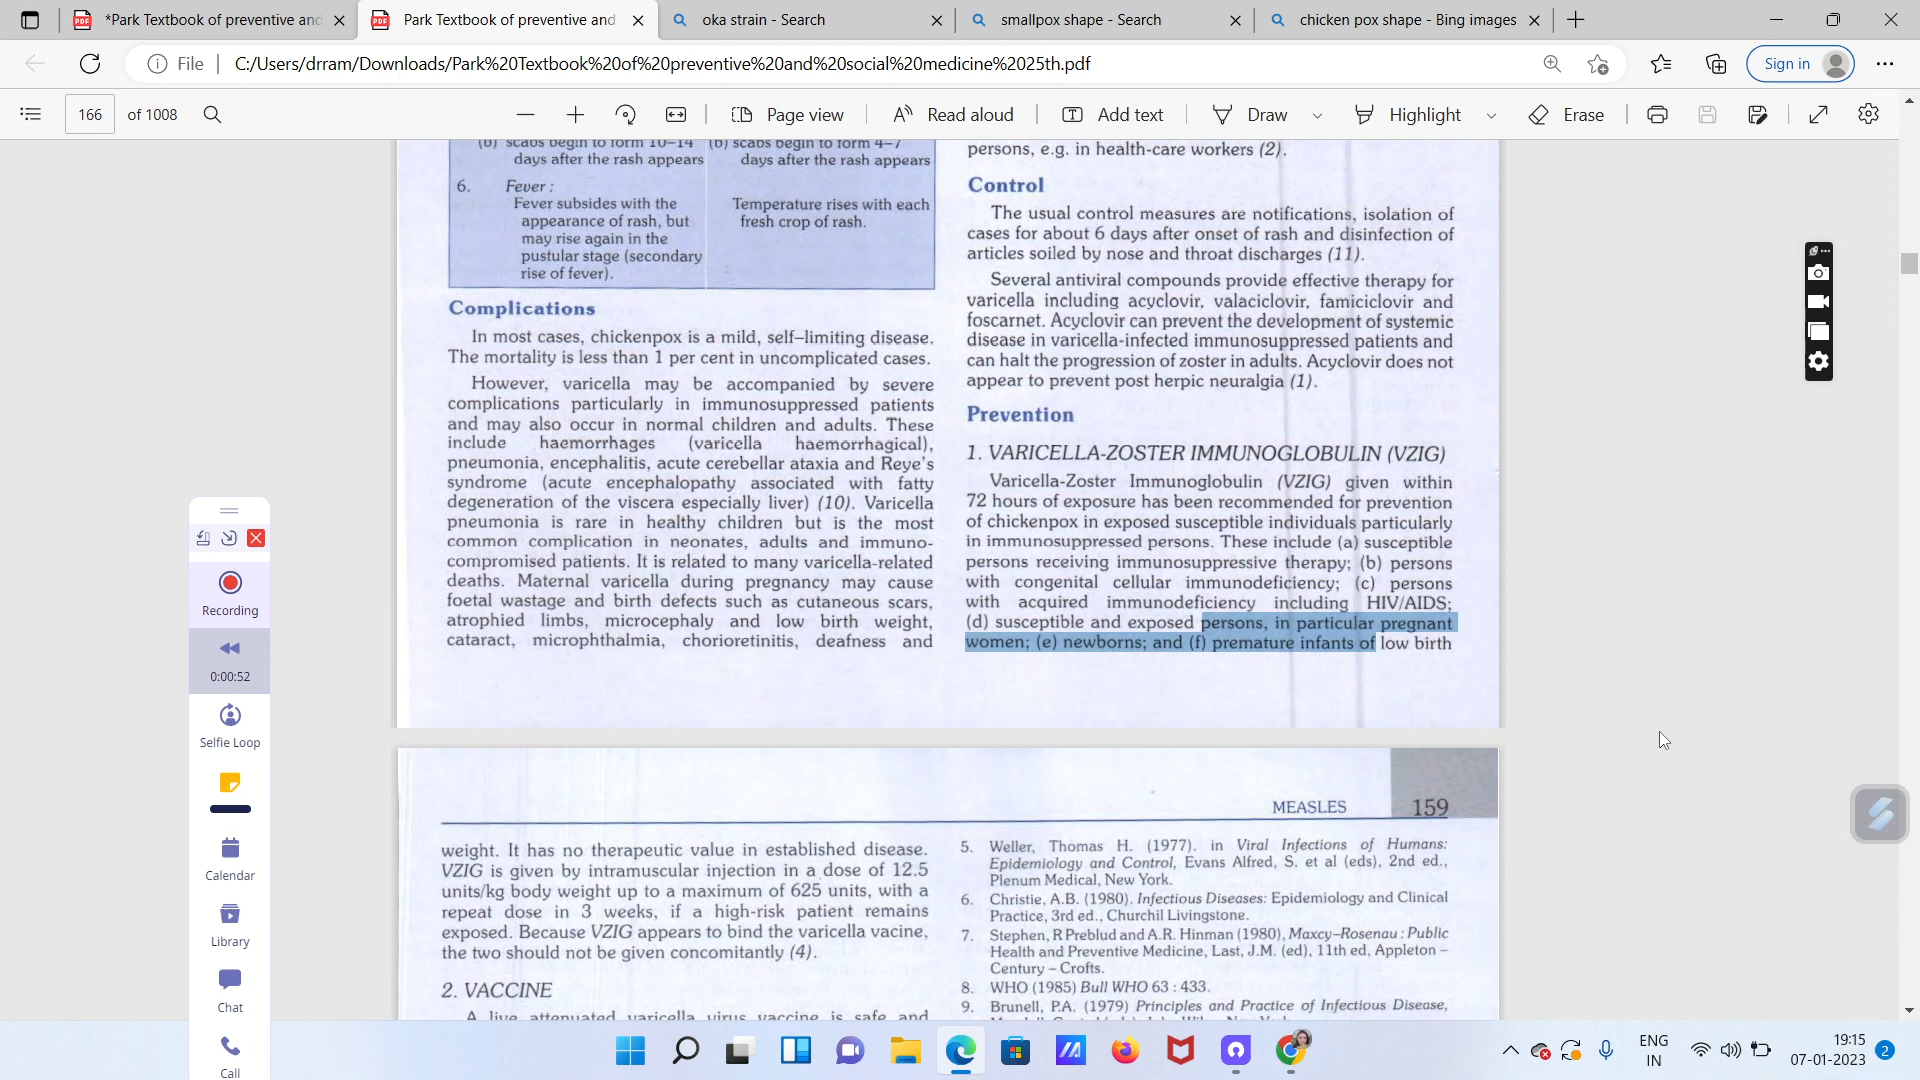 *Park Textbook of preventive and
Park Textbook of preventive and
oka strain - Search
smallpox shape - Search
chicken pox shape - Bing images
File
C:/Users/drram/Downloads/Park%20Textbook%20of%20preventive%20and%20social%20medicine%2025th.pdf
Sign in
166 of 1008
Page view
Read aloud
Add text
Draw
Highlight
Erase
(b) scabs begin to form 10–14
days after the rash appears
(b) scabs begin to form 4–7
days after the rash appears
6. Fever :
Fever subsides with the
appearance of rash, but
may rise again in the
pustular stage (secondary
rise of fever).
Temperature rises with each
fresh crop of rash.
Complications
In most cases, chickenpox is a mild, self–limiting disease.
The mortality is less than 1 per cent in uncomplicated cases.
However, varicella may be accompanied by severe
complications particularly in immunosuppressed patients
and may also occur in normal children and adults. These
include haemorrhages (varicella haemorrhagical),
pneumonia, encephalitis, acute cerebellar ataxia and Reye's
syndrome (acute encephalopathy associated with fatty
degeneration of the viscera especially liver) (10). Varicella
pneumonia is rare in healthy children but is the most
common complication in neonates, adults and immuno-
compromised patients. It is related to many varicella-related
deaths. Maternal varicella during pregnancy may cause
foetal wastage and birth defects such as cutaneous scars,
atrophied limbs, microcephaly and low birth weight,
cataract, microphthalmia, chorioretinitis, deafness and
persons, e.g. in health-care workers (2).
Control
The usual control measures are notifications, isolation of
cases for about 6 days after onset of rash and disinfection of
articles soiled by nose and throat discharges (11).
Several antiviral compounds provide effective therapy for
varicella including acyclovir, valaciclovir, famiciclovir and
foscarnet. Acyclovir can prevent the development of systemic
disease in varicella-infected immunosuppressed patients and
can halt the progression of zoster in adults. Acyclovir does not
appear to prevent post herpic neuralgia (1).
Prevention
1. VARICELLA-ZOSTER IMMUNOGLOBULIN (VZIG)
Varicella-Zoster Immunoglobulin (VZIG) given within
72 hours of exposure has been recommended for prevention
of chickenpox in exposed susceptible individuals particularly
in immunosuppressed persons. These include (a) susceptible
persons receiving immunosuppressive therapy; (b) persons
with congenital cellular immunodeficiency; (c) persons
with acquired immunodeficiency including HIV/AIDS;
(d) susceptible and exposed persons, in particular pregnant
women; (e) newborns; and (f) premature infants of low birth
MEASLES 159
weight. It has no therapeutic value in established disease.
VZIG is given by intramuscular injection in a dose of 12.5
units/kg body weight up to a maximum of 625 units, with a
repeat dose in 3 weeks, if a high-risk patient remains
exposed. Because VZIG appears to bind the varicella vacine,
the two should not be given concomitantly (4).
2. VACCINE
A live attenuated varicella virus vaccine is safe and
5. Weller, Thomas H. (1977). in Viral Infections of Humans:
Epidemiology and Control, Evans Alfred, S. et al (eds), 2nd ed.,
Plenum Medical, New York.
6. Christie, A.B. (1980). Infectious Diseases: Epidemiology and Clinical
Practice, 3rd ed., Churchil Livingstone.
7. Stephen, R Preblud and A.R. Hinman (1980), Maxcy–Rosenau : Public
Health and Preventive Medicine, Last, J.M. (ed), 11th ed, Appleton –
Century – Crofts.
8. WHO (1985) Bull WHO 63 : 433.
9. Brunell, P.A. (1979) Principles and Practice of Infectious Disease,
Recording
0:00:52
Selfie Loop
Calendar
Library
Chat
Call
ENG
IN
19:15
07-01-2023
2